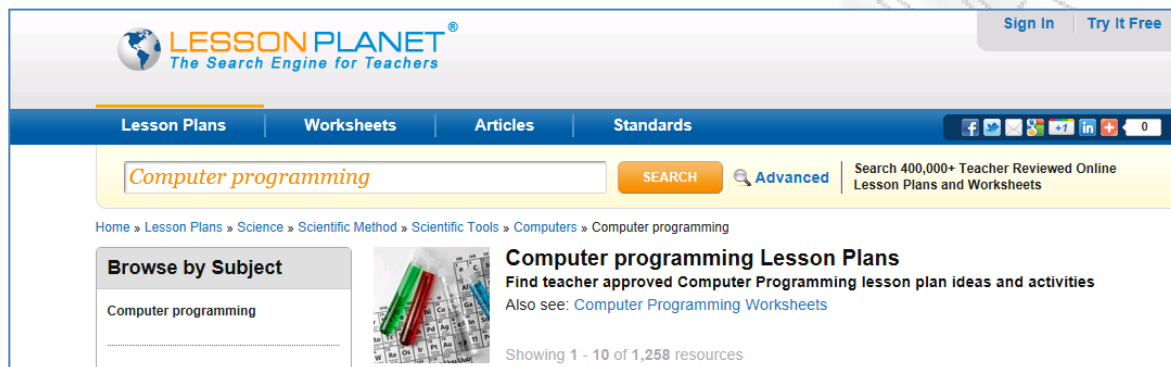 Sign In Try It Free
LESSON PLANET®
The Search Engine for Teachers
Lesson Plans Worksheets Articles Standards
+1 in 0
Computer programming SEARCH Advanced
Search 400,000+ Teacher Reviewed Online
Lesson Plans and Worksheets
Home » Lesson Plans » Science » Scientific Method » Scientific Tools » Computers » Computer programming
Browse by Subject
Computer programming
Computer programming Lesson Plans
Find teacher approved Computer Programming lesson plan ideas and activities
Also see: Computer Programming Worksheets
Showing 1 - 10 of 1,258 resources